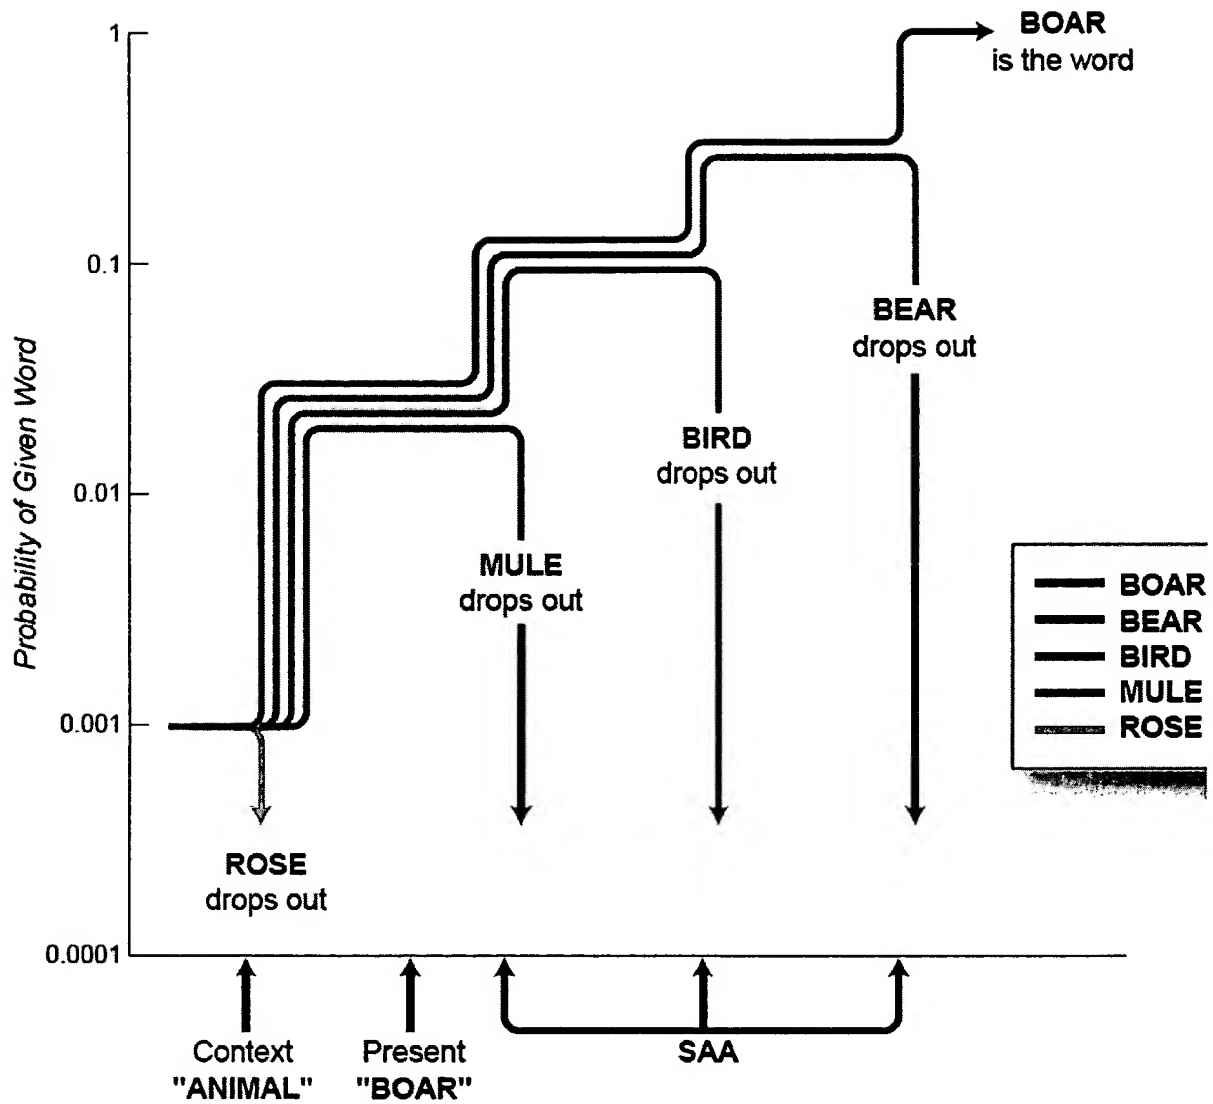 1
BOAR
is the word
0.1
BEAR
drops out
Probability of Given Word
BIRD
drops out
0.01
MULE
drops out
BOAR
BEAR
BIRD
MULE
ROSE
0.001
ROSE
drops out
0.0001
Context
"ANIMAL"
Present
"BOAR"
SAA